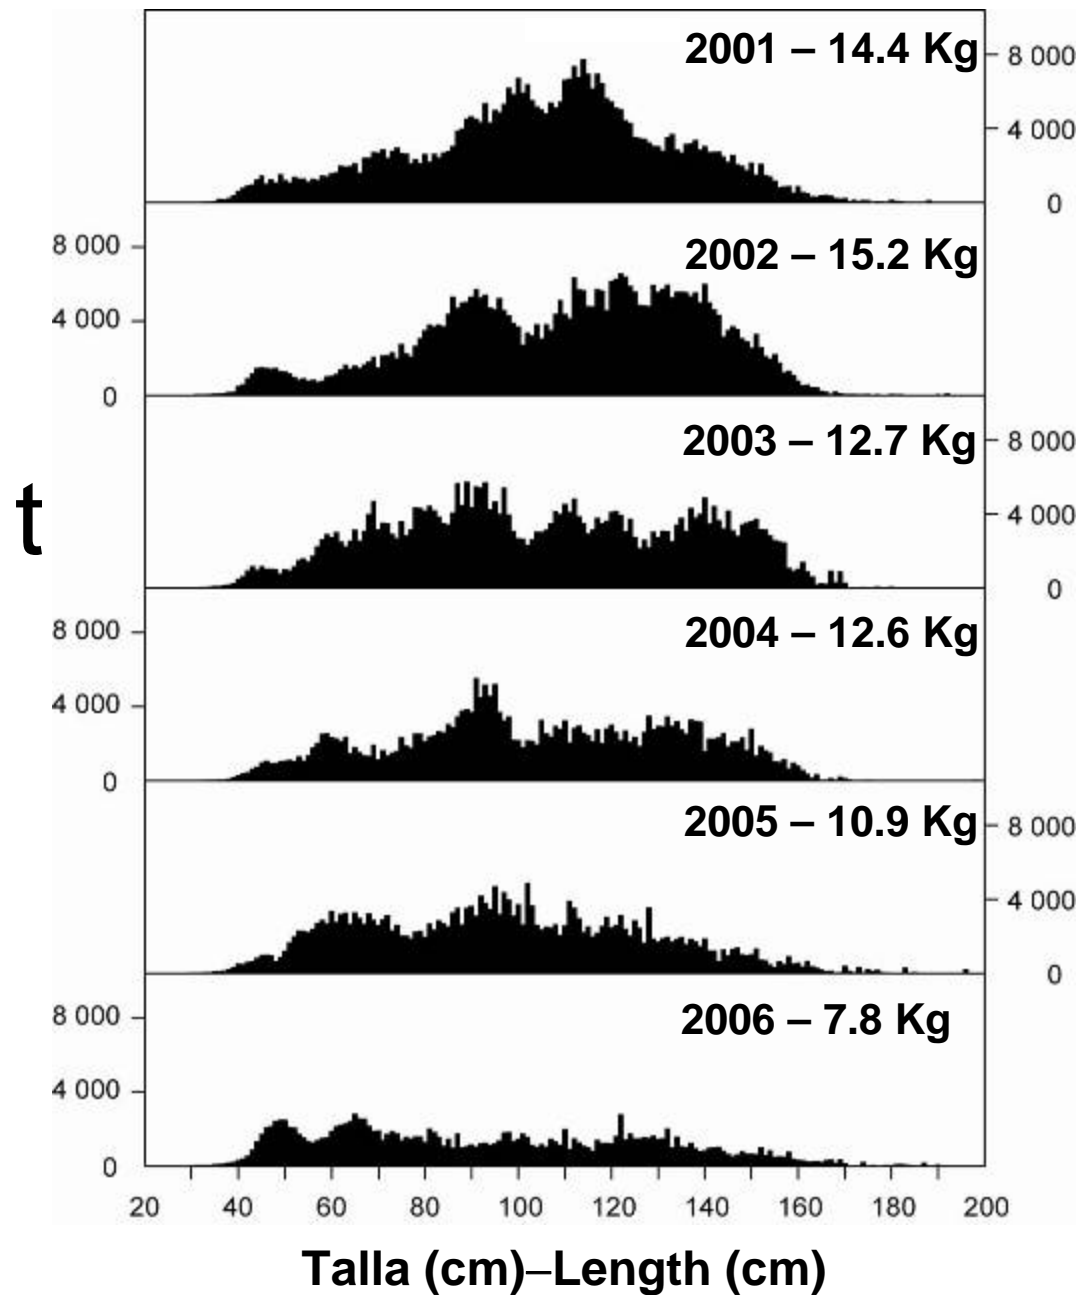 2001 – 14.4 Kg
8 000
4 000
0
2002 – 15.2 Kg
8 000
4 000
0
2003 – 12.7 Kg
8 000
4 000
0
t
2004 – 12.6 Kg
8 000
4 000
0
2005 – 10.9 Kg
8 000
4 000
0
2006 – 7.8 Kg
8 000
4 000
0
20 40 60 80 100 120 140 160 180 200
Talla (cm)–Length (cm)